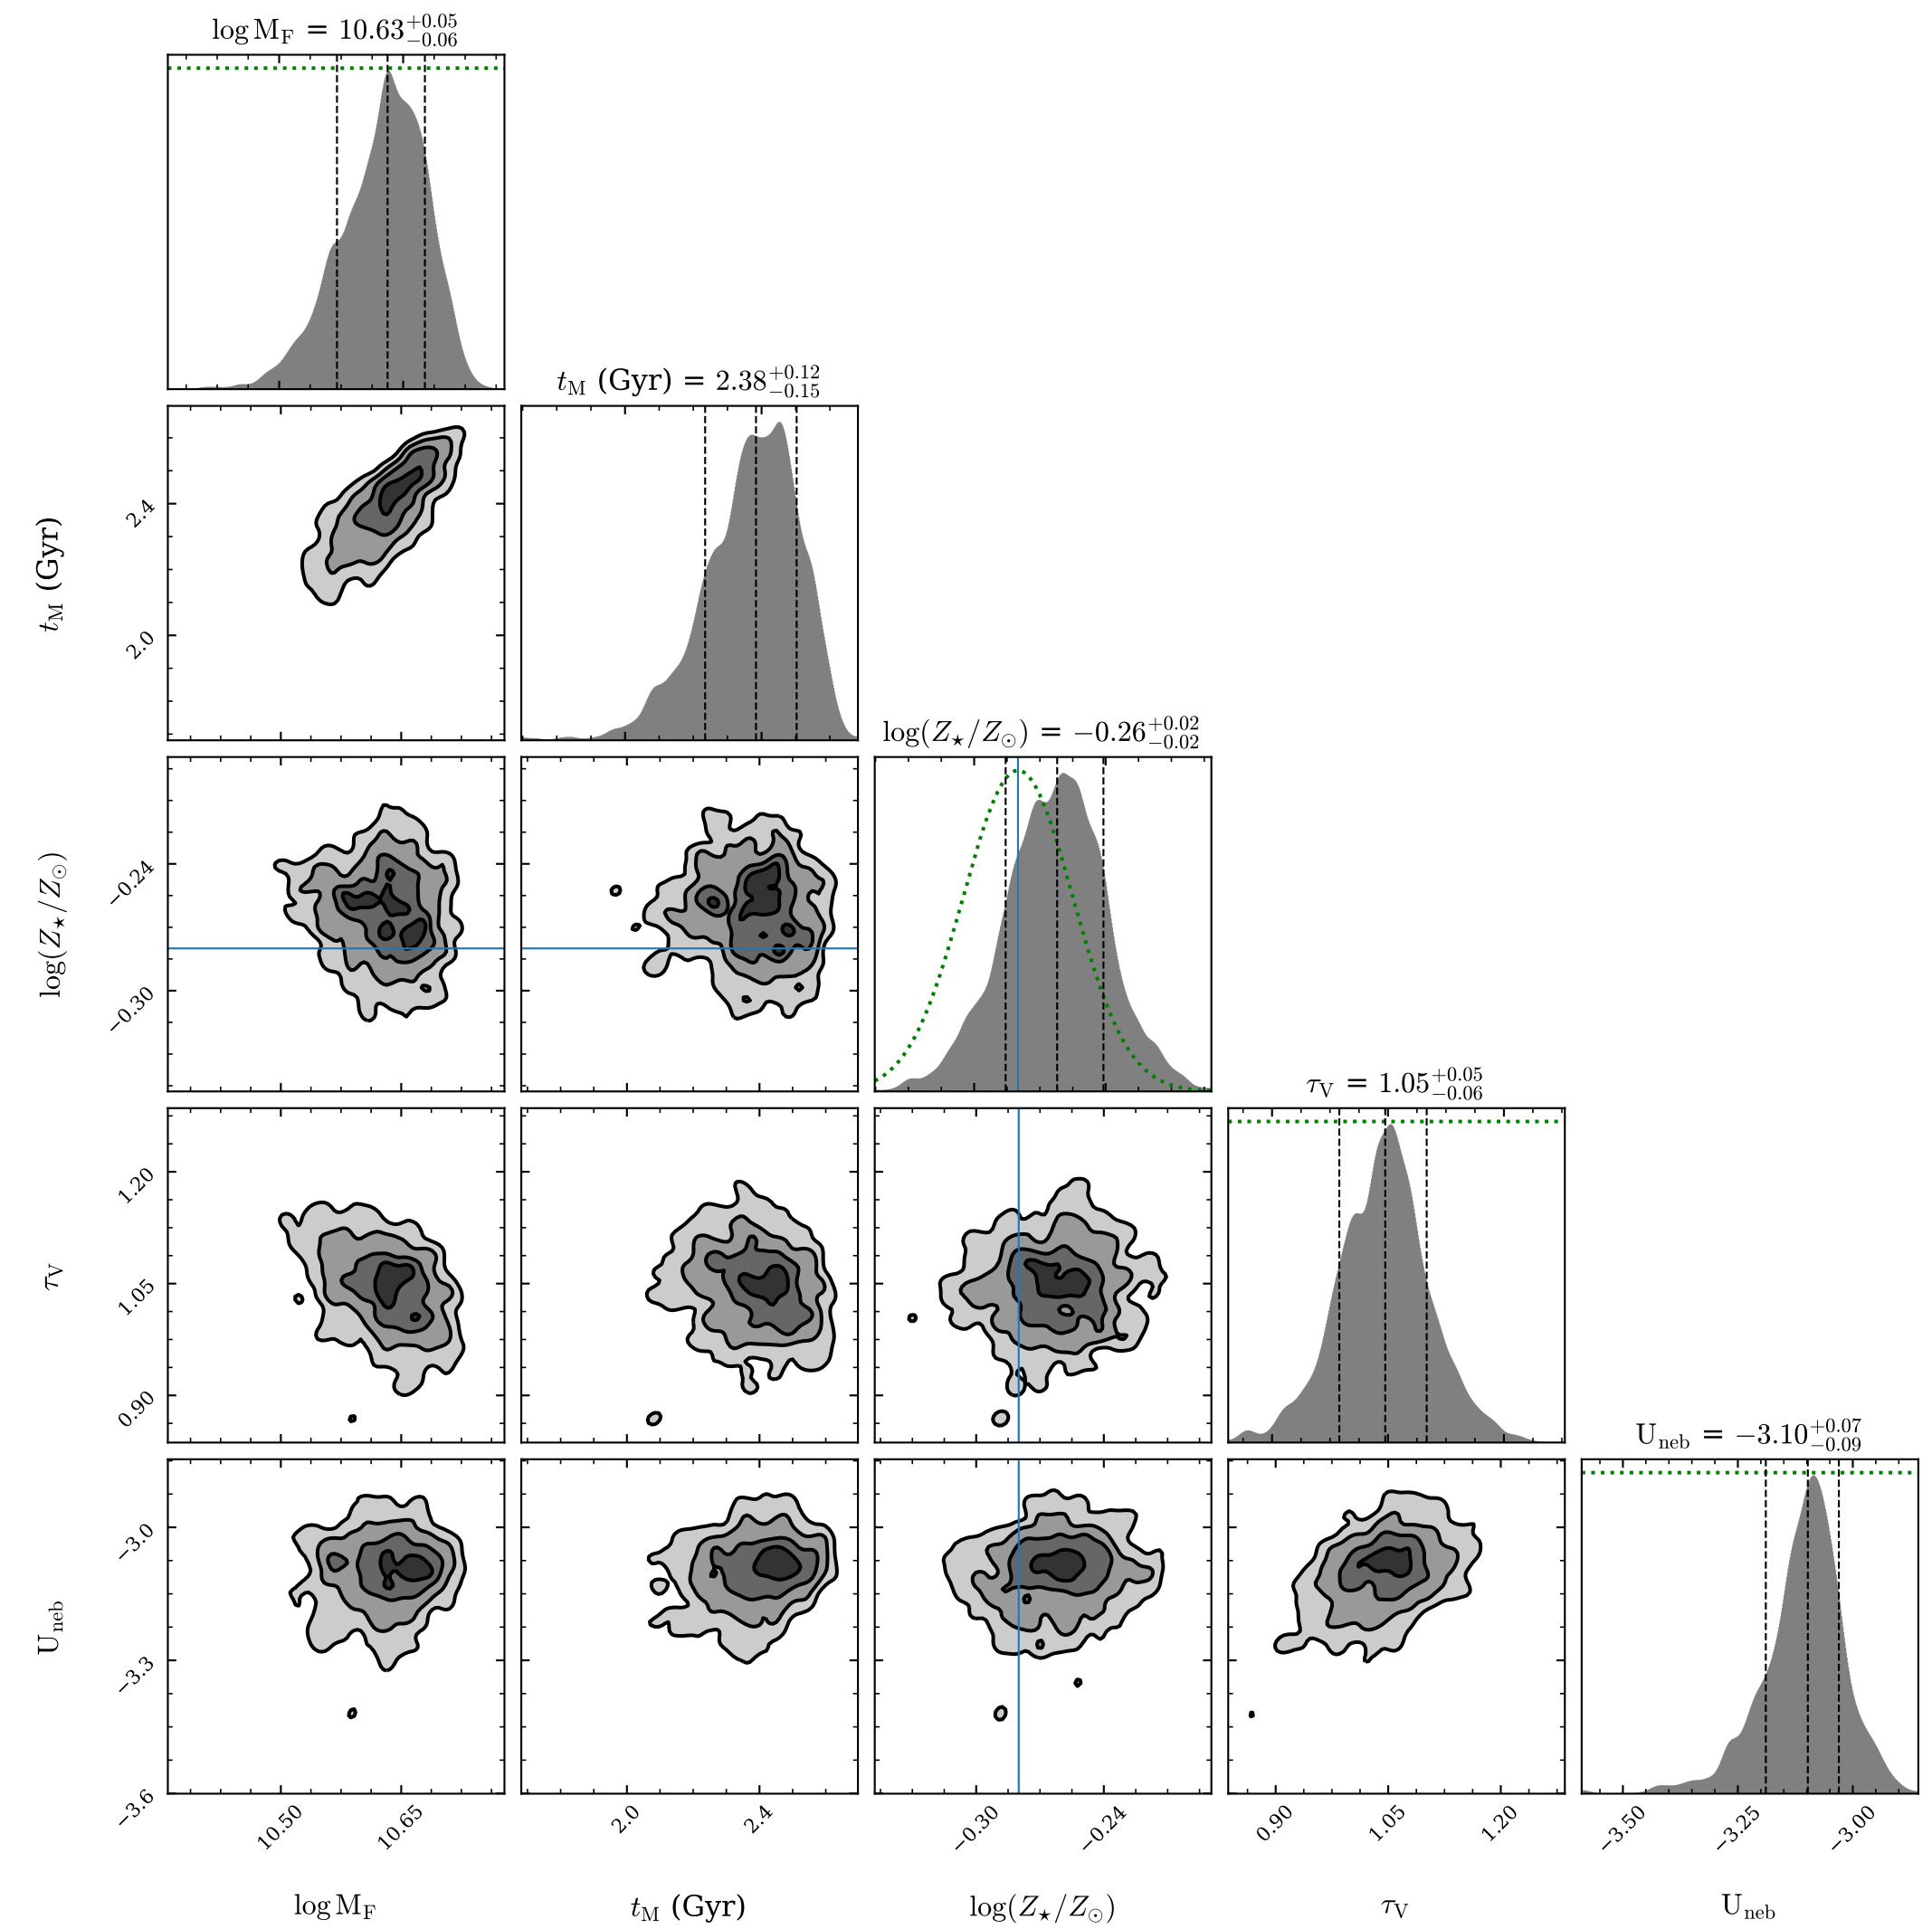 log M_F = 10.63^{+0.05}_{−0.06}
t_M (Gyr) = 2.38^{+0.12}_{−0.15}
2.4
2.0
t_M (Gyr)
log(Z_⋆/Z_⊙) = −0.26^{+0.02}_{−0.02}
−0.24
−0.30
log(Z_⋆/Z_⊙)
τ_V = 1.05^{+0.05}_{−0.06}
1.20
1.05
0.90
τ_V
U_neb = −3.10^{+0.07}_{−0.09}
−3.0
−3.3
−3.6
U_neb
10.50 10.65 2.0 2.4 −0.30 −0.24 0.90 1.05 1.20 −3.50 −3.25 −3.00
log M_F t_M (Gyr) log(Z_⋆/Z_⊙) τ_V U_neb